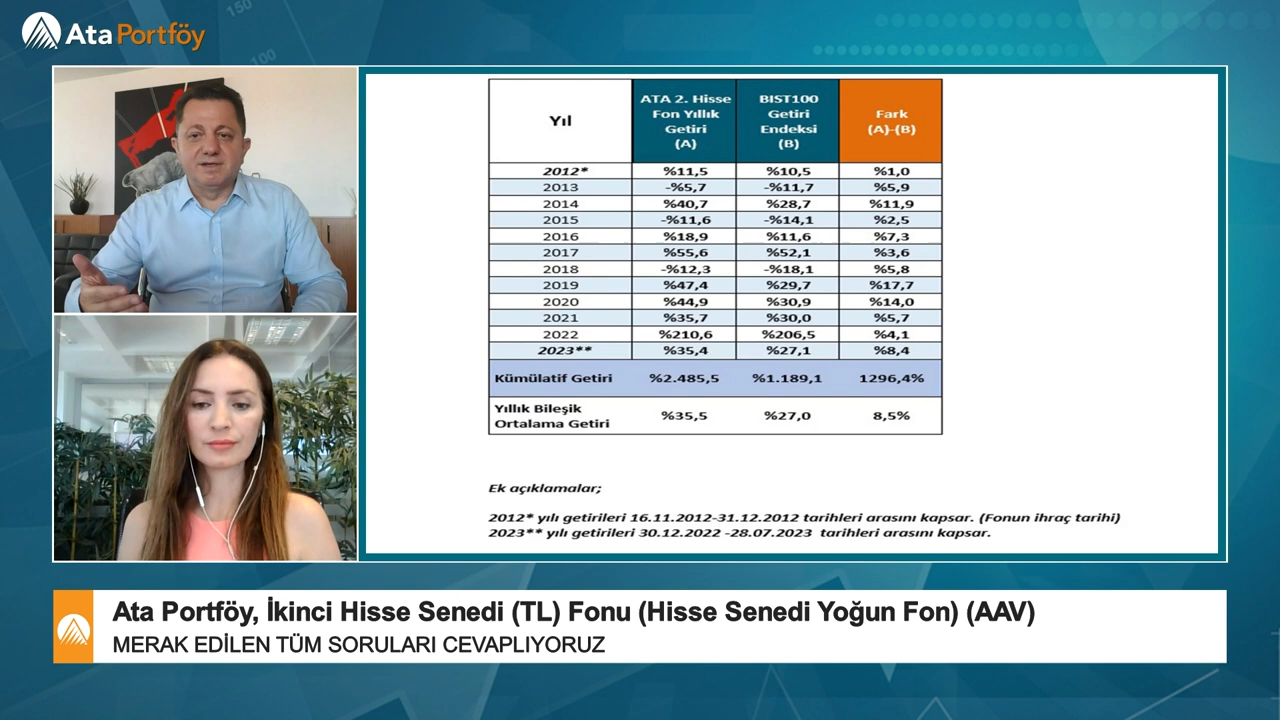 Ata Portföy
150
100
Yıl
ATA 2. Hisse
Fon Yıllık
Getiri
(A)
BIST100
Getiri
Endeksi
(B)
Fark
(A)-(B)
2012* %11,5 %10,5 %1,0
2013 -%5,7 -%11,7 %5,9
2014 %40,7 %28,7 %11,9
2015 -%11,6 -%14,1 %2,5
2016 %18,9 %11,6 %7,3
2017 %55,6 %52,1 %3,6
2018 -%12,3 -%18,1 %5,8
2019 %47,4 %29,7 %17,7
2020 %44,9 %30,9 %14,0
2021 %35,7 %30,0 %5,7
2022 %210,6 %206,5 %4,1
2023** %35,4 %27,1 %8,4
Kümülatif Getiri %2.485,5 %1.189,1 1296,4%
Yıllık Bileşik
Ortalama Getiri %35,5 %27,0 8,5%
Ek açıklamalar;
2012* yılı getirileri 16.11.2012-31.12.2012 tarihleri arasını kapsar. (Fonun ihraç tarihi)
2023** yılı getirileri 30.12.2022 -28.07.2023 tarihleri arasını kapsar.
Ata Portföy, İkinci Hisse Senedi (TL) Fonu (Hisse Senedi Yoğun Fon) (AAV)
MERAK EDİLEN TÜM SORULARI CEVAPLIYORUZ